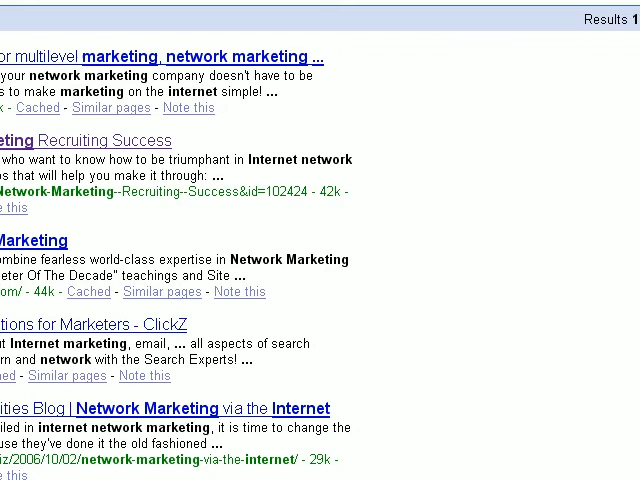 Results 1
or multilevel marketing, network marketing ...
your network marketing company doesn't have to be
s to make marketing on the internet simple! ...
k - Cached - Similar pages - Note this
eting Recruiting Success
who want to know how to be triumphant in Internet network
os that will help you make it through: ...
Network-Marketing--Recruiting--Success&id=102424 - 42k -
e this
Marketing
ombine fearless world-class expertise in Network Marketing
eter Of The Decade" teachings and Site ...
om/ - 44k - Cached - Similar pages - Note this
tions for Marketers - ClickZ
ut Internet marketing, email, ... all aspects of search
rn and network with the Search Experts! ...
hed - Similar pages - Note this
ities Blog | Network Marketing via the Internet
iled in internet network marketing, it is time to change the
use they've done it the old fashioned ...
iz/2006/10/02/network-marketing-via-the-internet/ - 29k -
e this